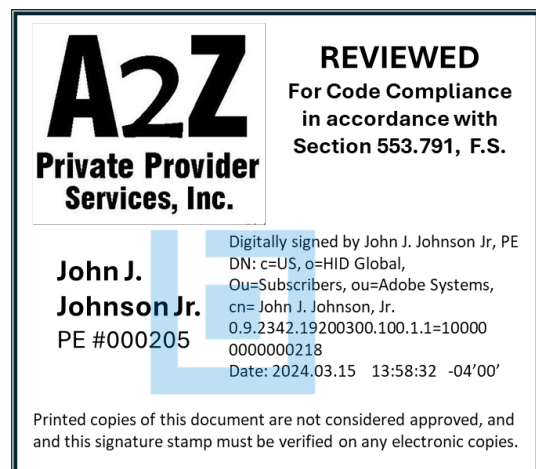 A2Z
Private Provider
Services, Inc.
REVIEWED
For Code Compliance
in accordance with
Section 553.791, F.S.
John J.
Johnson Jr.
PE #000205
Digitally signed by John J. Johnson Jr, PE
DN: c=US, o=HID Global,
Ou=Subscribers, ou=Adobe Systems,
cn= John J. Johnson, Jr.
0.9.2342.19200300.100.1.1=10000
0000000218
Date: 2024.03.15 13:58:32 -04’00’
Printed copies of this document are not considered approved, and
and this signature stamp must be verified on any electronic copies.